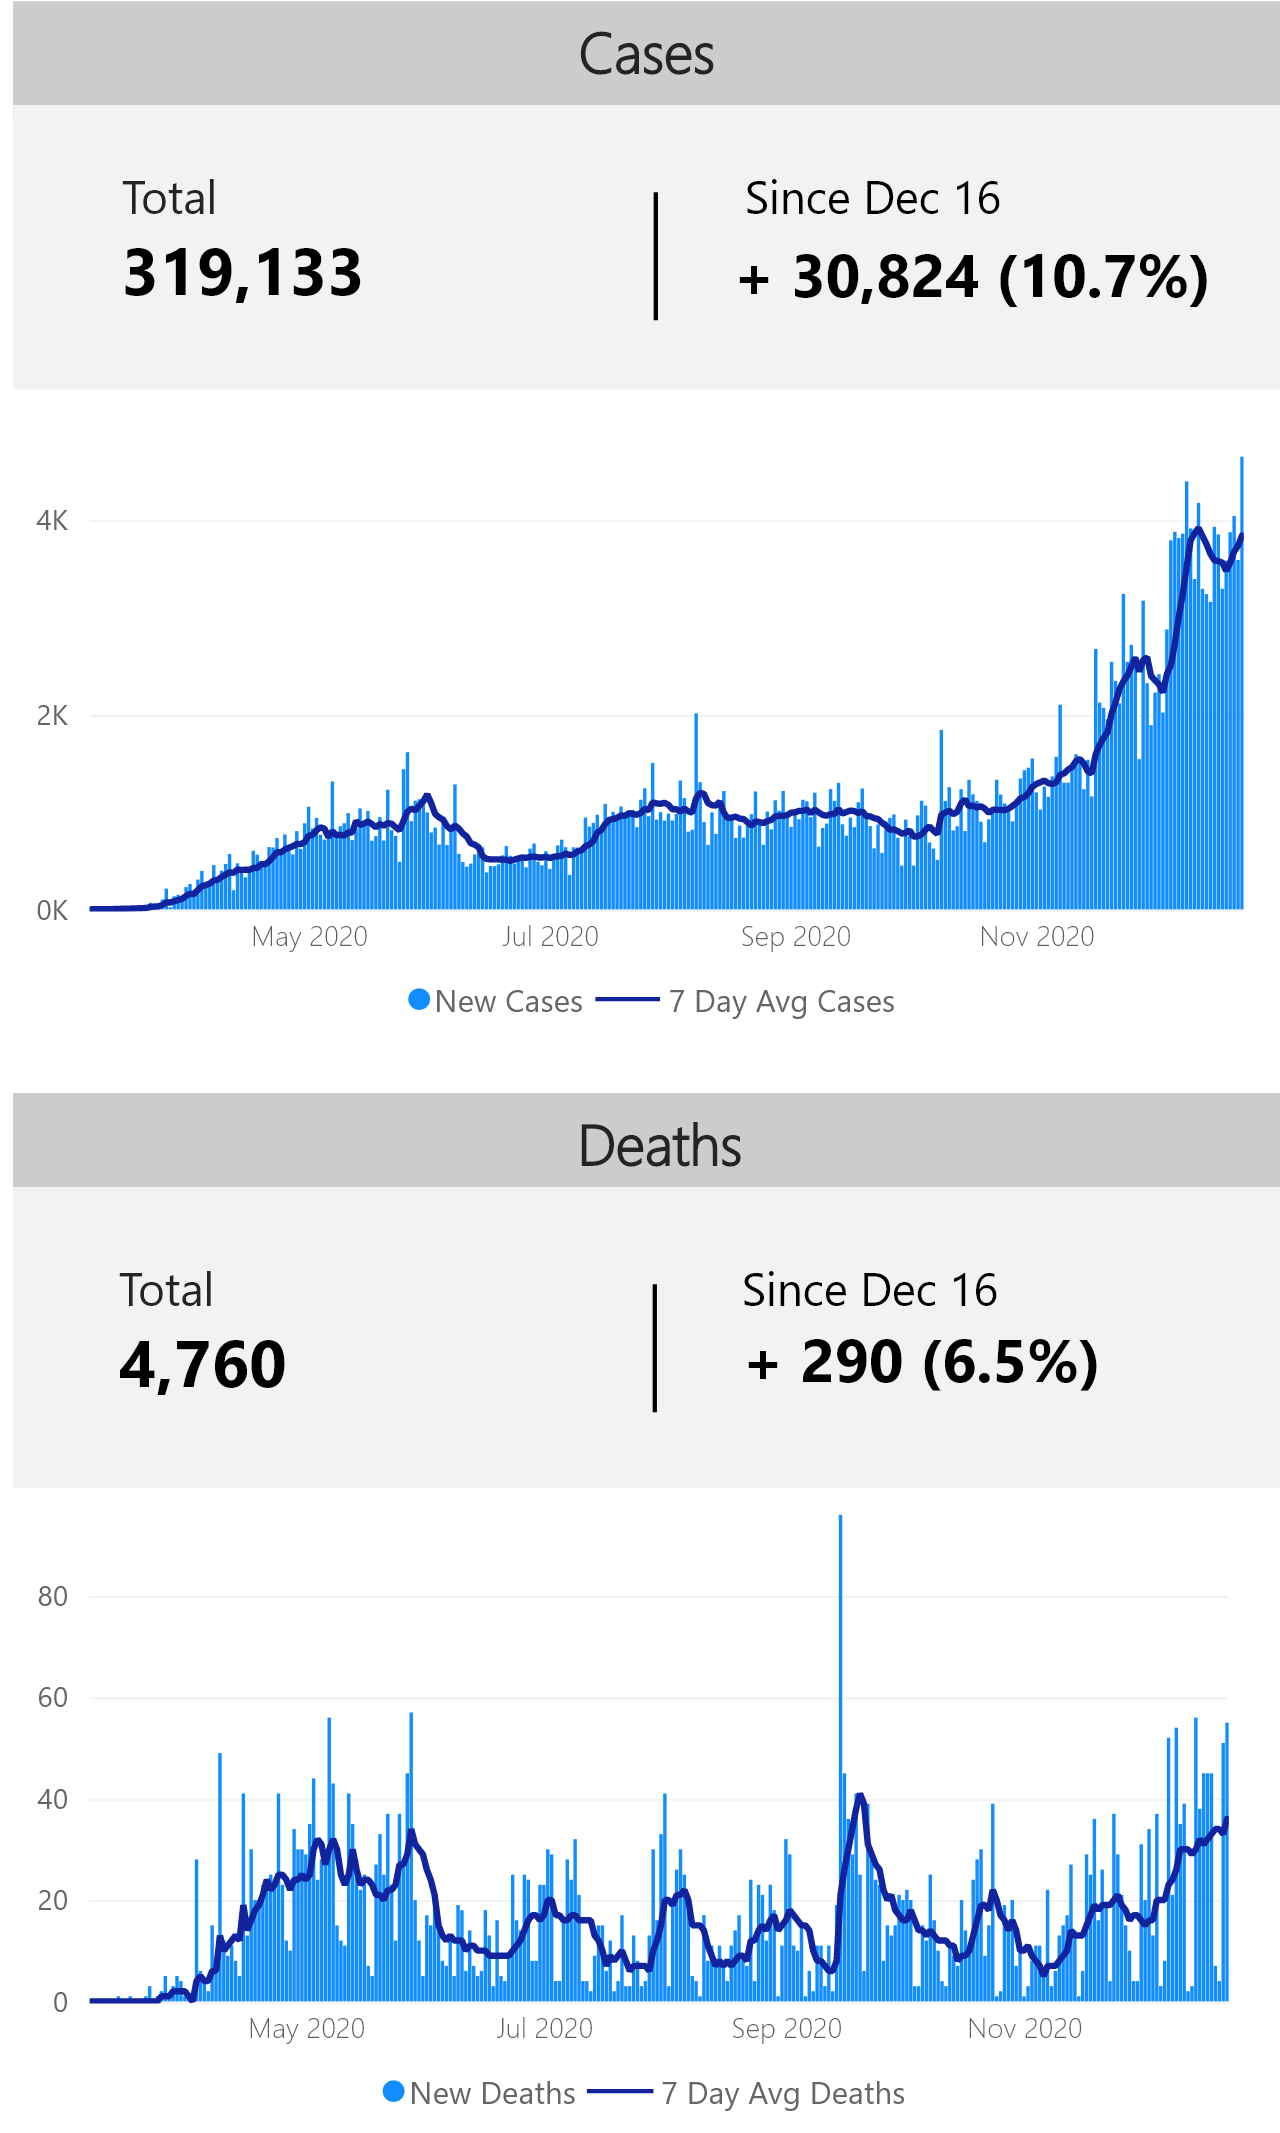 Cases
Total
Since Dec 16
319,133
+ 30,824 (10.7%)
4K
2K
0K
May 2020
Jul 2020
Sep 2020
Nov 2020
New Cases
7 Day Avg Cases
Deaths
Total
Since Dec 16
4,760
+ 290 (6.5%)
80
60
40
20
0
May 2020
Jul 2020
Sep 2020
Nov 2020
New Deaths
7 Day Avg Deaths